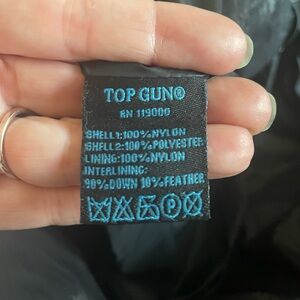 TOP GUN®
RN 119000
SHELL1:100%NYLON
SHELL2:100%POLYESTER
LINING:100%NYLON
INTERLINING:
90%DOWN 10%FEATHER
P